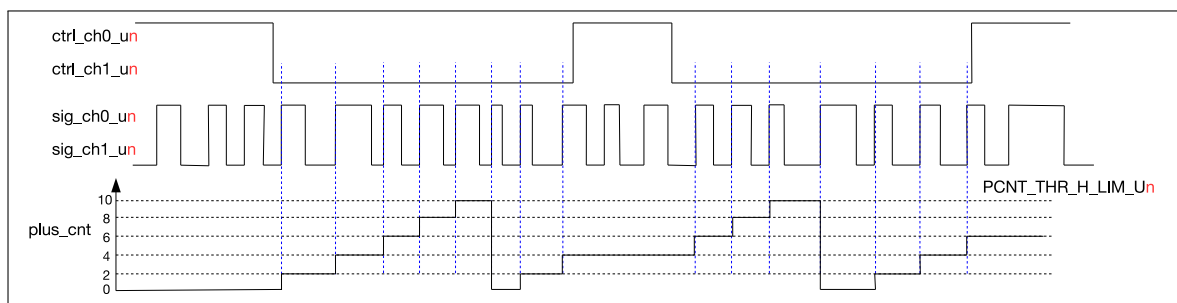 ctrl_ch0_un
ctrl_ch1_un
sig_ch0_un
sig_ch1_un
PCNT_THR_H_LIM_Un
10
8
plus_cnt
6
4
2
0